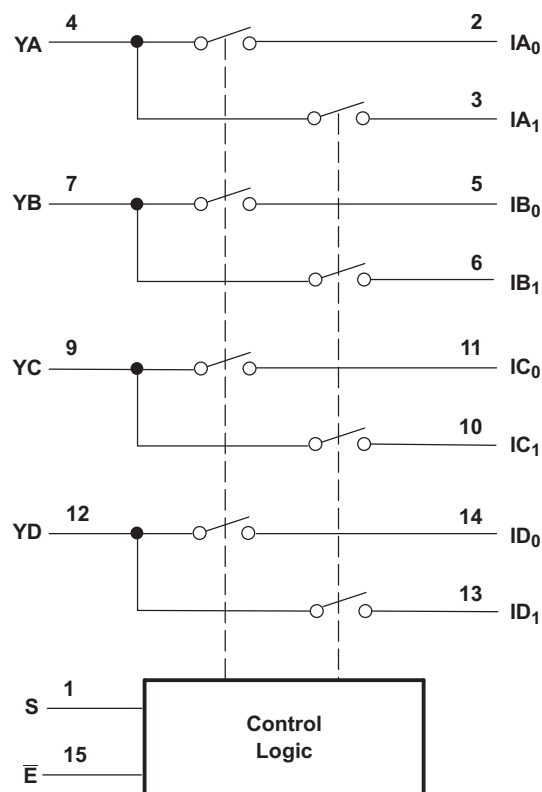 YA 4 2 IA₀
3 IA₁
YB 7 5 IB₀
6 IB₁
YC 9 11 IC₀
10 IC₁
YD 12 14 ID₀
13 ID₁
S 1
Control
Logic
E̅ 15